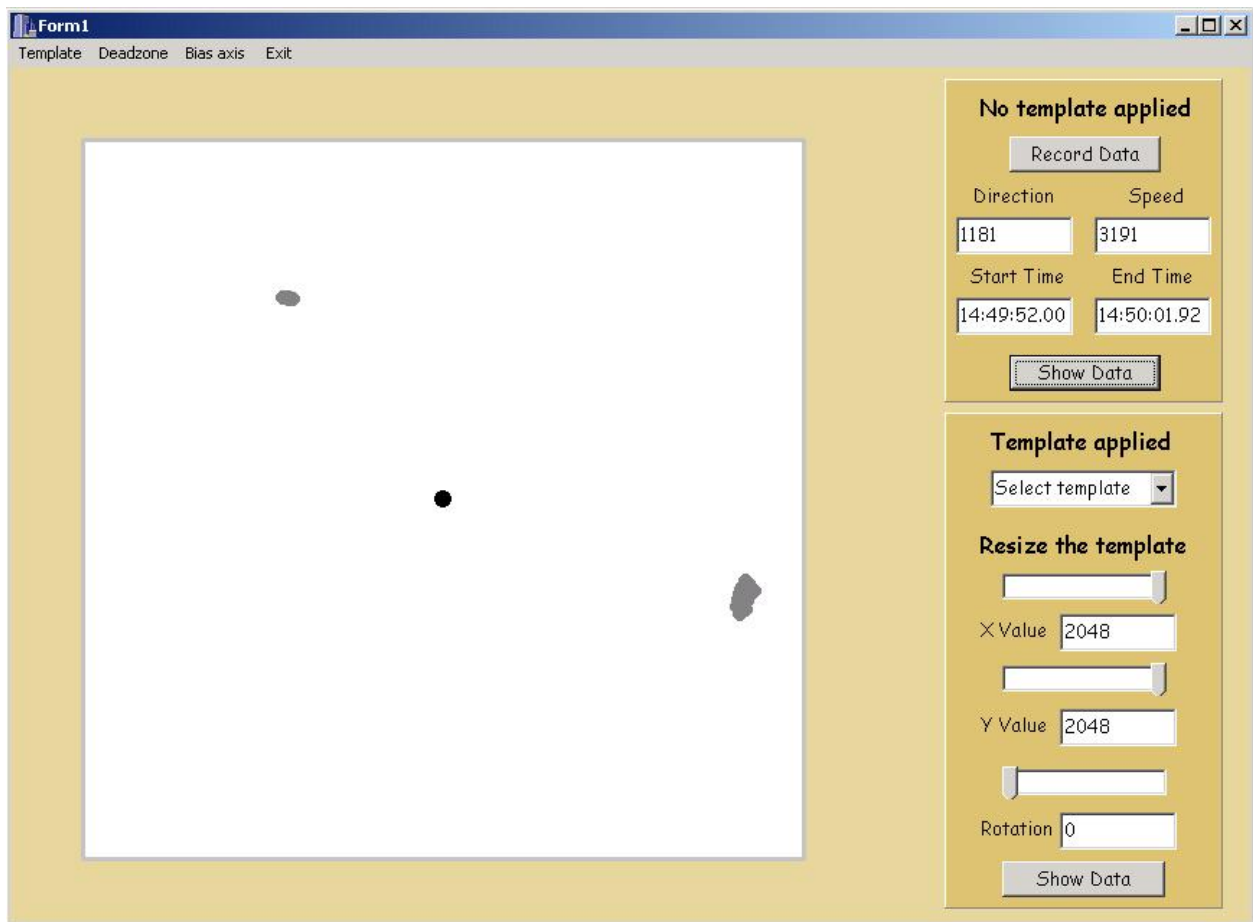 Form1
Template Deadzone Bias axis Exit
No template applied
Record Data
Direction Speed
1181 3191
Start Time End Time
14:49:52.00 14:50:01.92
Show Data
Template applied
Select template
Resize the template
X Value 2048
Y Value 2048
Rotation 0
Show Data